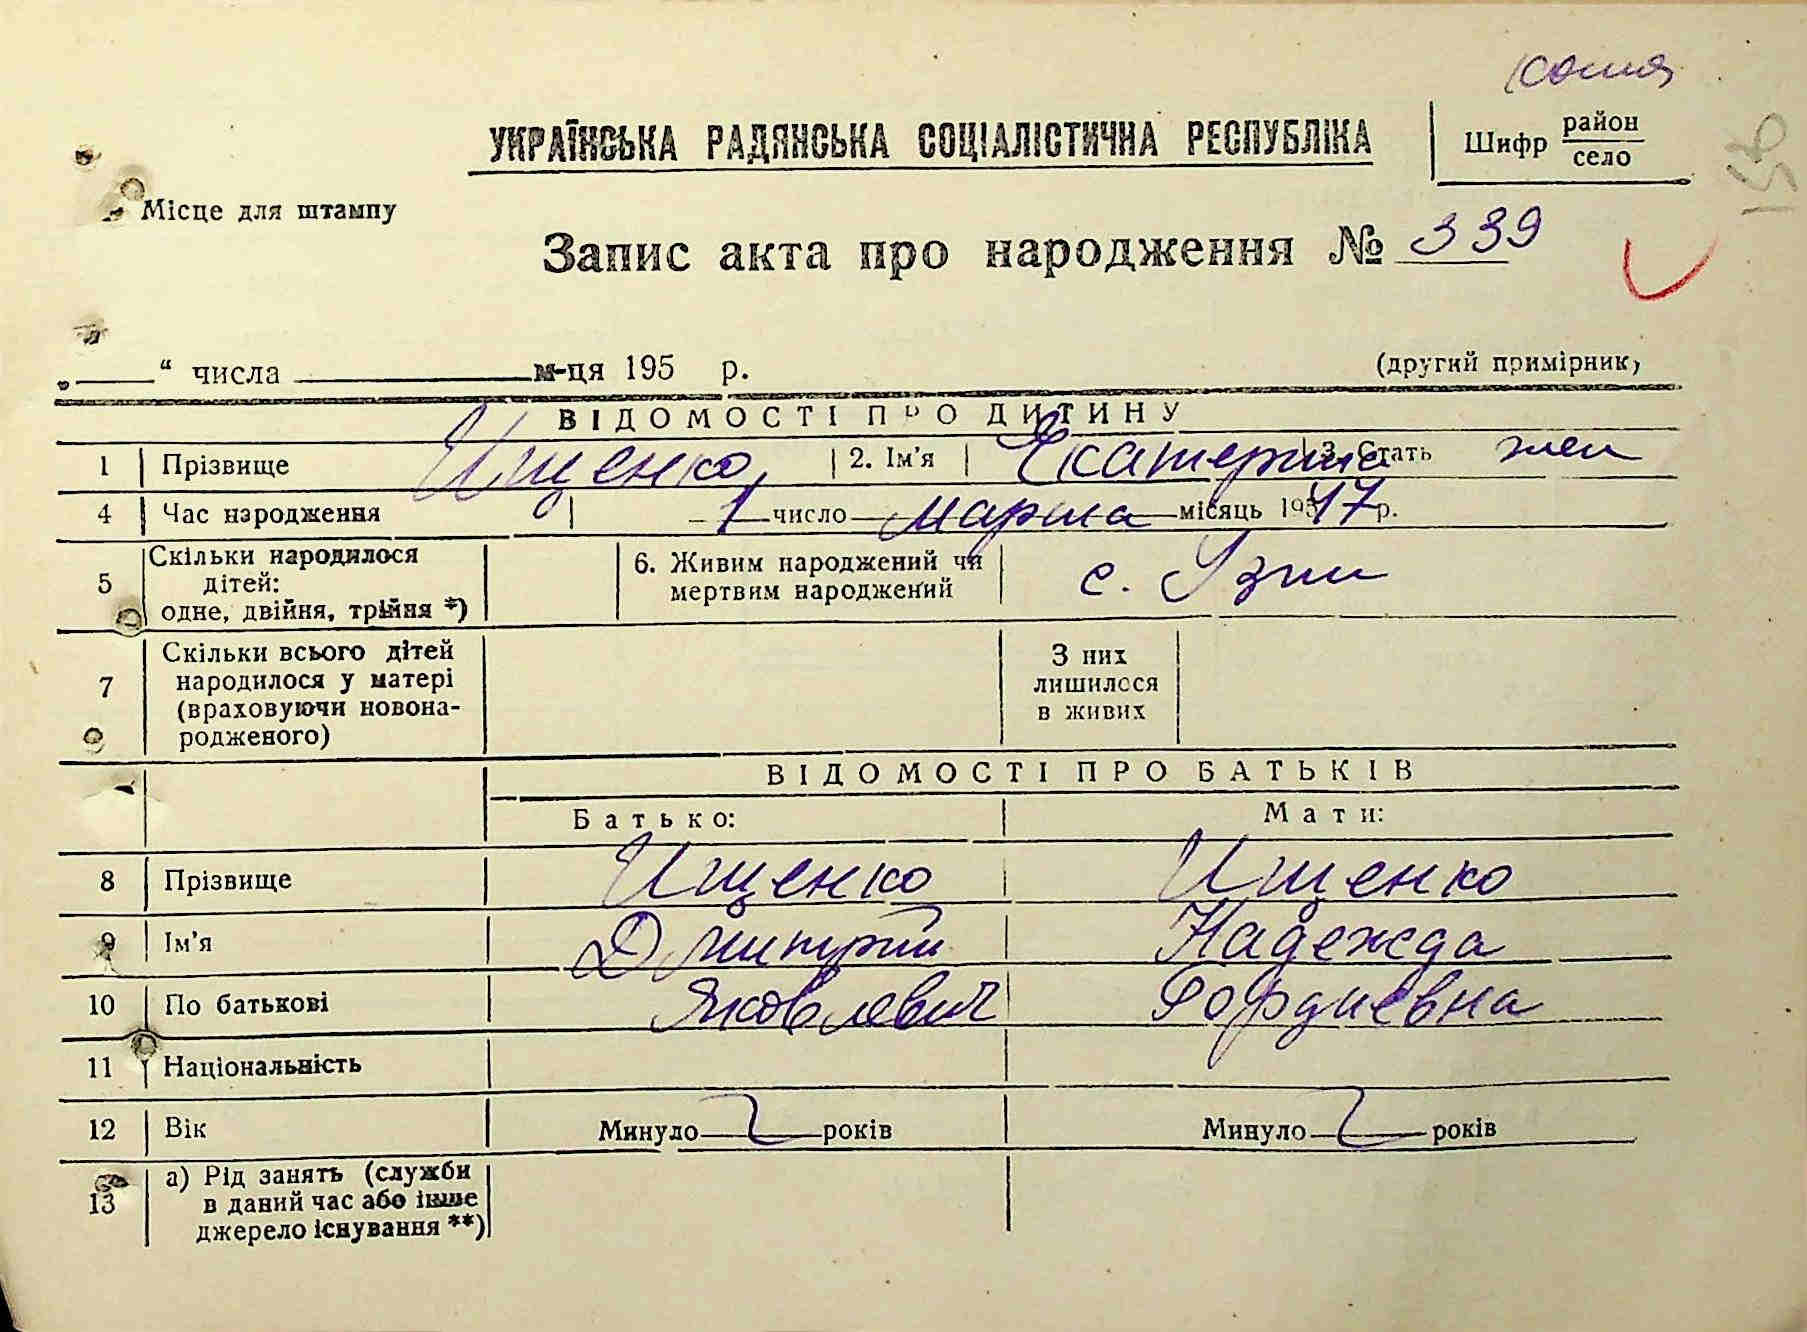 копия
УКРАЇНСЬКА РАДЯНСЬКА СОЦІАЛІСТИЧНА РЕСПУБЛІКА
Шифр район
село
156
Місце для штампу
Запис акта про народження № 339
„ “ числа м-ця 195 р. (другий примірник)
ВІДОМОСТІ ПРО ДИТИНУ
1 Прізвище Ищенко 2. Ім'я Екатерина 3. Стать жен
4 Час народження 1 число марта місяць 1947 р.
5 Скільки народилося дітей: одне, двійня, трійня *) 6. Живим народжений чи мертвим народжений с. Узин
7 Скільки всього дітей народилося у матері (враховуючи новонародженого) З них лишилося в живих
ВІДОМОСТІ ПРО БАТЬКІВ
Батько: Мати:
8 Прізвище Ищенко Ищенко
9 Ім'я Дмитрий Надежда
10 По батькові Яковлевич Гордиевна
11 Національність
12 Вік Минуло років Минуло років
13 а) Рід занять (служби в даний час або інше джерело існування **)